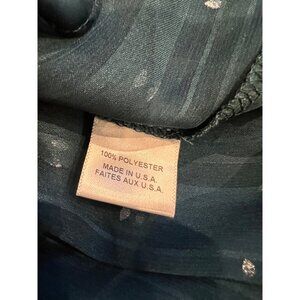 100% POLYESTER
MADE IN U.S.A.
FAITES AUX U.S.A.